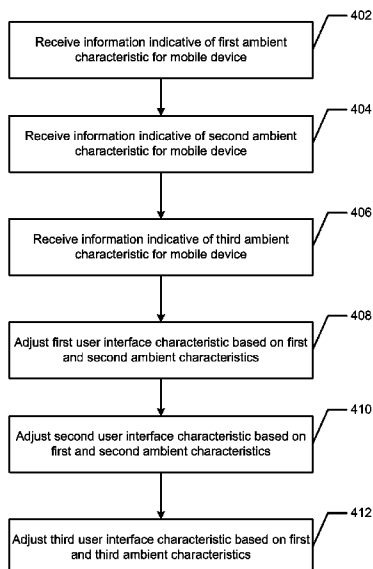 402
Receive information indicative of first ambient
characteristic for mobile device
404
Receive information indicative of second ambient
characteristic for mobile device
406
Receive information indicative of third ambient
characteristic for mobile device
408
Adjust first user interface characteristic based on first
and second ambient characteristics
410
Adjust second user interface characteristic based on
first and second ambient characteristics
412
Adjust third user interface characteristic based on first
and third ambient characteristics